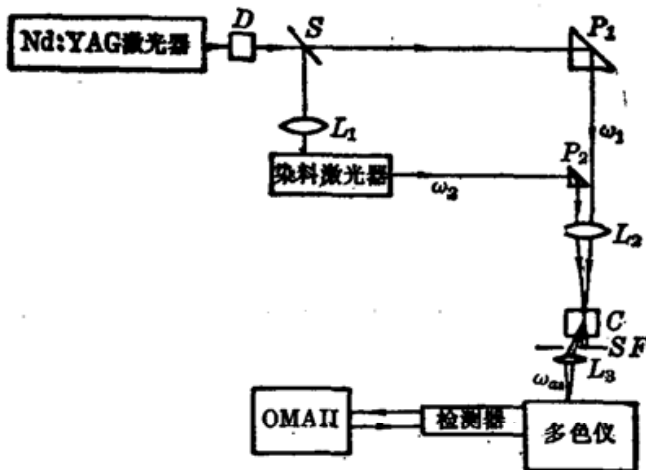 Nd:YAG激光器
D
S
P₁
L₁
ω₁
染料激光器
ω₂
P₂
L₂
C
SF
L₃
ωas
OMAII
检测器
多色仪